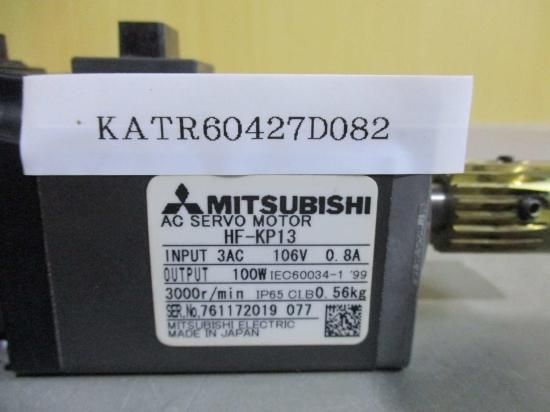 KATR60427D082
MITSUBISHI
AC SERVO MOTOR
HF-KP13
INPUT 3AC 106V 0.8A
OUTPUT 100W IEC60034-1 '99
3000r/min IP65 CI.B 0.56kg
SER.No.761172019 077
MITSUBISHI ELECTRIC
MADE IN JAPAN